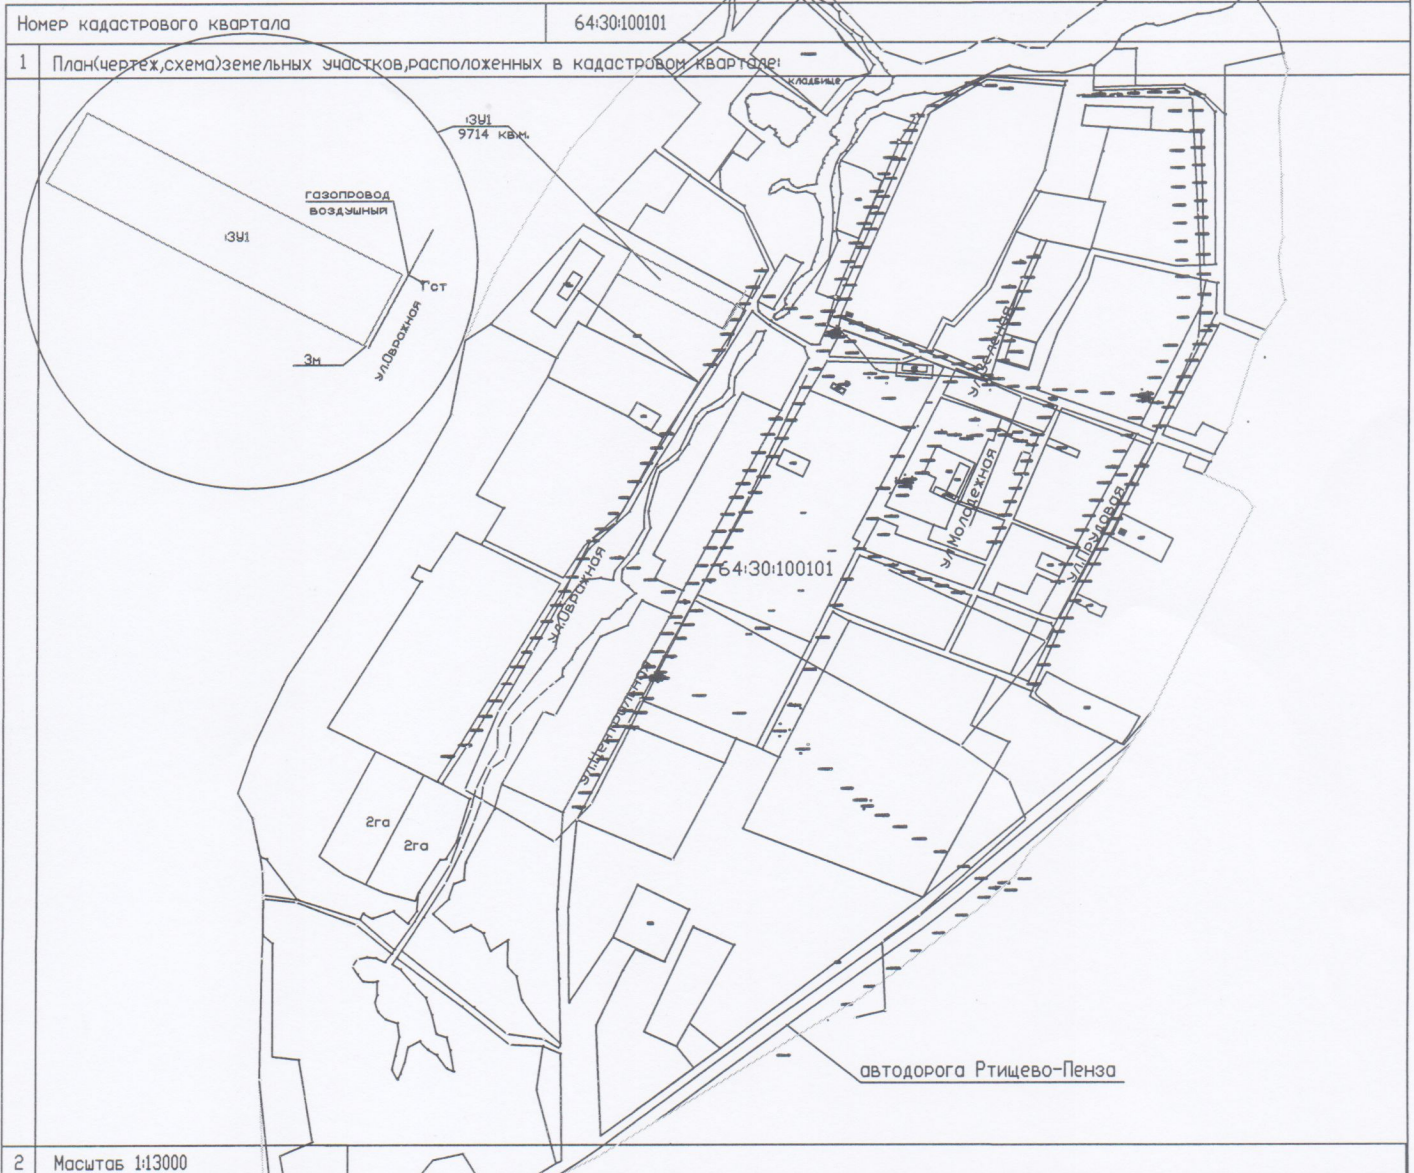 Номер кадастрового квартала
64:30:100101
1
План(чертеж,схема)земельных участков,расположенных в кадастровом квартале:
кладбище
:ЗУ1
9714 кв.м.
газопровод
воздушный
:ЗУ1
Гст
ул.Овражная
3м
ул.Зеленая
ул.Молодежная
ул.Прудовая
64:30:100101
ул.Овражная
ул.Центральная
2га
2га
автодорога Ртищево-Пенза
2
Масштаб 1:13000